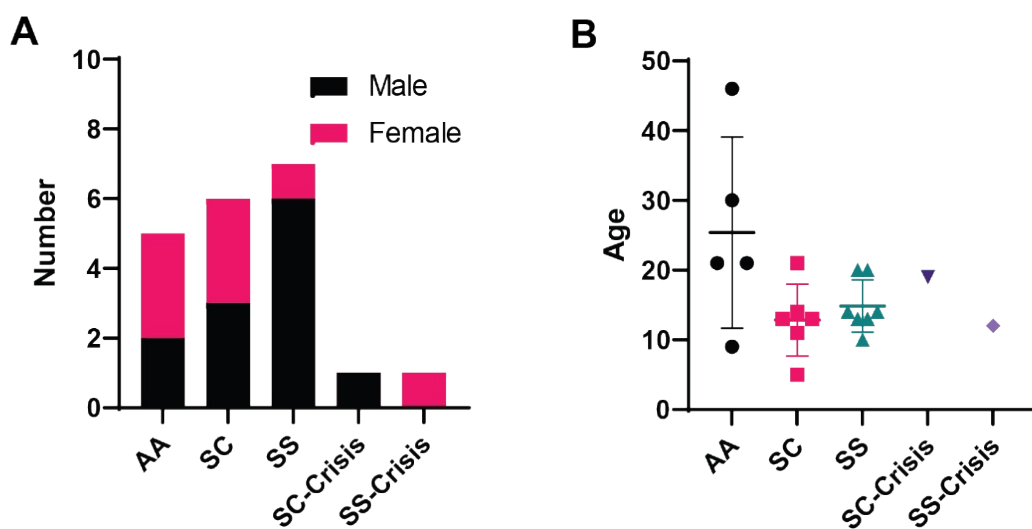 A
Number
10
8
6
4
2
0
Male
Female
AA
SC
SS
SC-Crisis
SS-Crisis
B
Age
50
40
30
20
10
0
AA
SC
SS
SC-Crisis
SS-Crisis